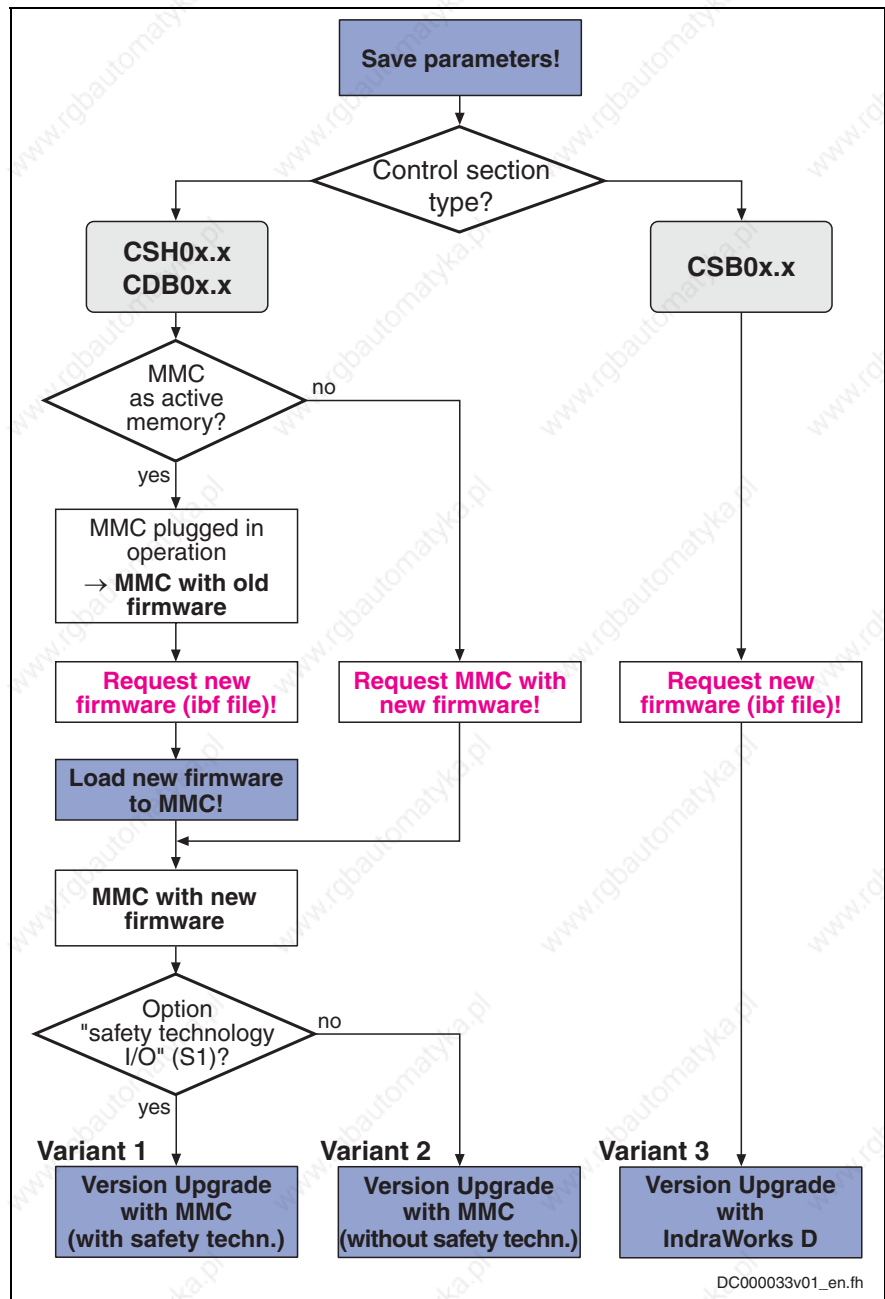 Save parameters!
Control section
type?
CSH0x.x
CDB0x.x
CSB0x.x
MMC
as active
memory?
no
yes
MMC plugged in
operation
→ MMC with old
firmware
Request new
firmware (ibf file)!
Request MMC with
new firmware!
Request new
firmware (ibf file)!
Load new firmware
to MMC!
MMC with new
firmware
Option
"safety technology
I/O" (S1)?
no
yes
Variant 1
Version Upgrade
with MMC
(with safety techn.)
Variant 2
Version Upgrade
with MMC
(without safety techn.)
Variant 3
Version Upgrade
with
IndraWorks D
DC000033v01_en.fh
www.rgbautomatyka.pl